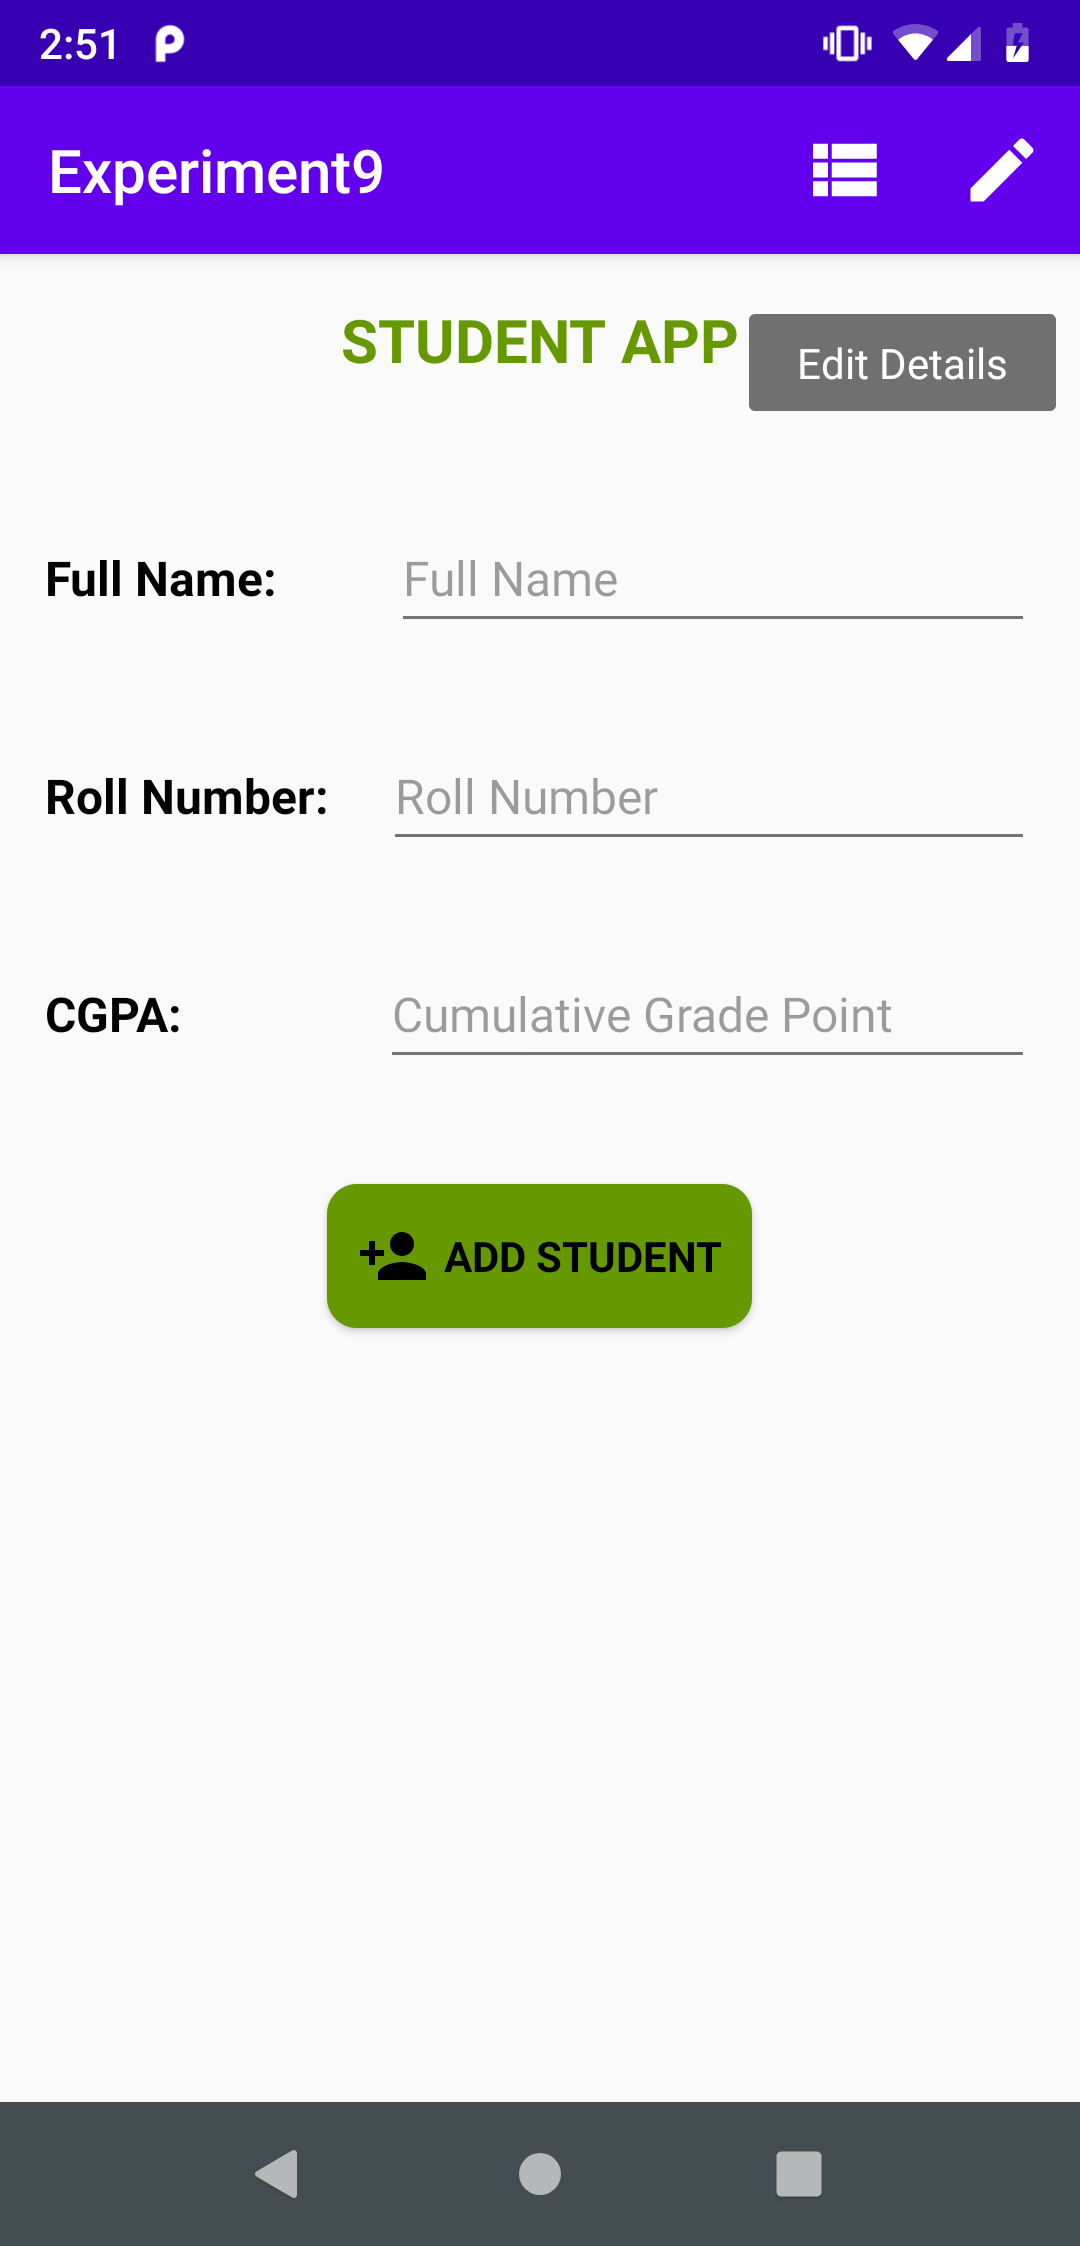 2:51
Experiment9
STUDENT APP
Edit Details
Full Name: Full Name
Roll Number: Roll Number
CGPA: Cumulative Grade Point
ADD STUDENT